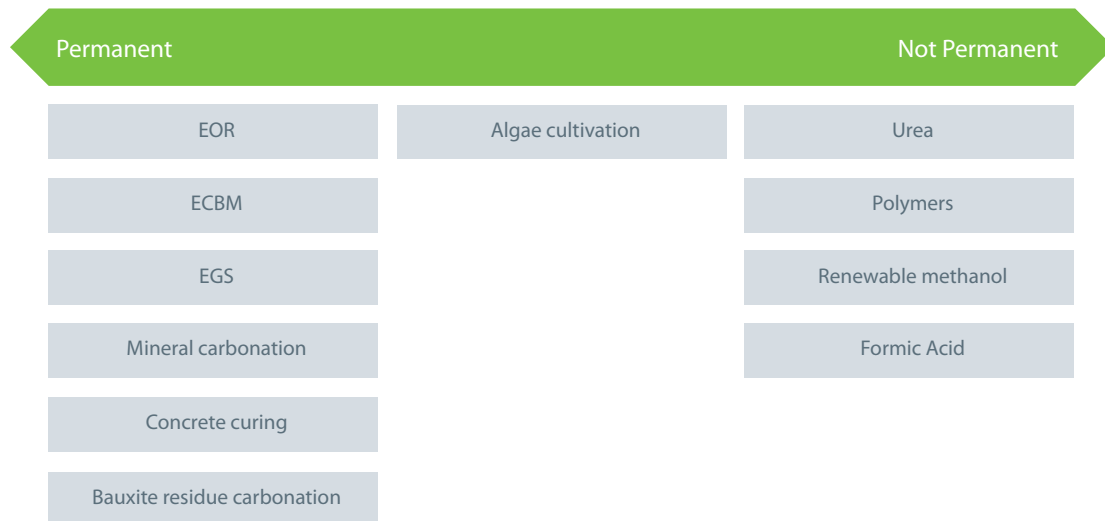 Permanent
Not Permanent
EOR
Algae cultivation
Urea
ECBM
Polymers
EGS
Renewable methanol
Mineral carbonation
Formic Acid
Concrete curing
Bauxite residue carbonation